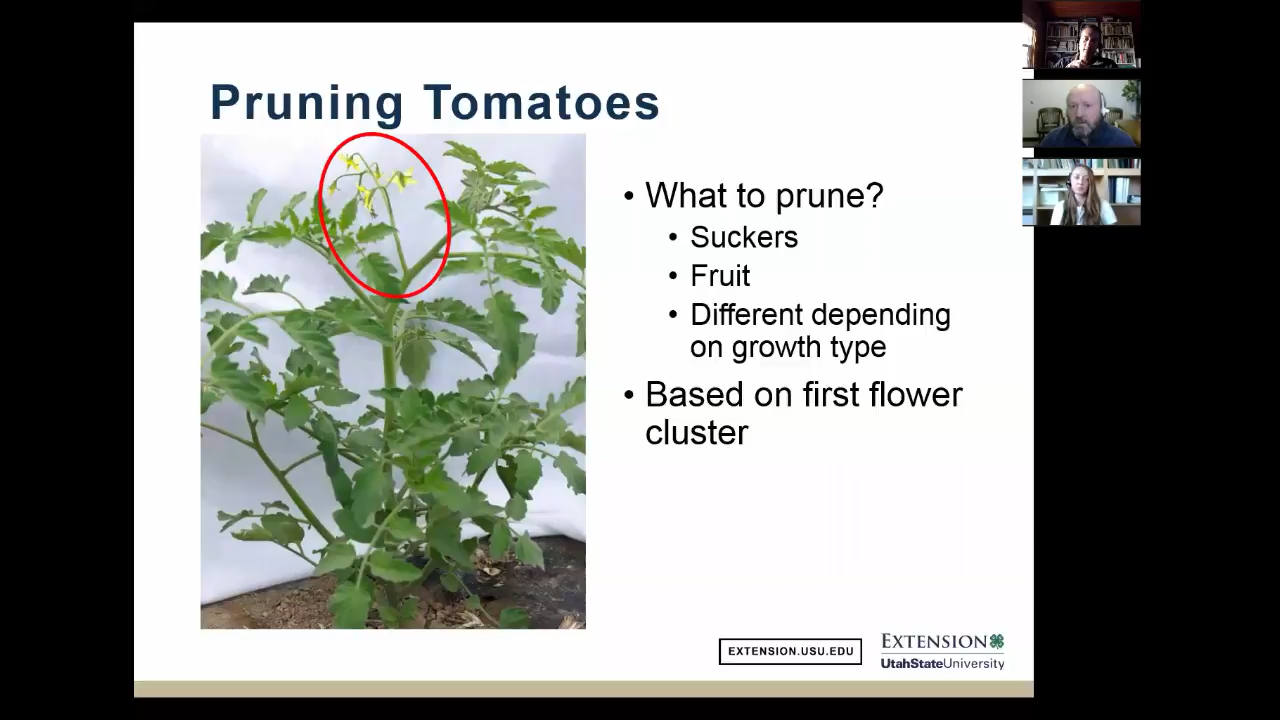 Pruning Tomatoes
• What to prune?
• Suckers
• Fruit
• Different depending
on growth type
• Based on first flower
cluster
EXTENSION.USU.EDU
EXTENSION
UtahStateUniversity